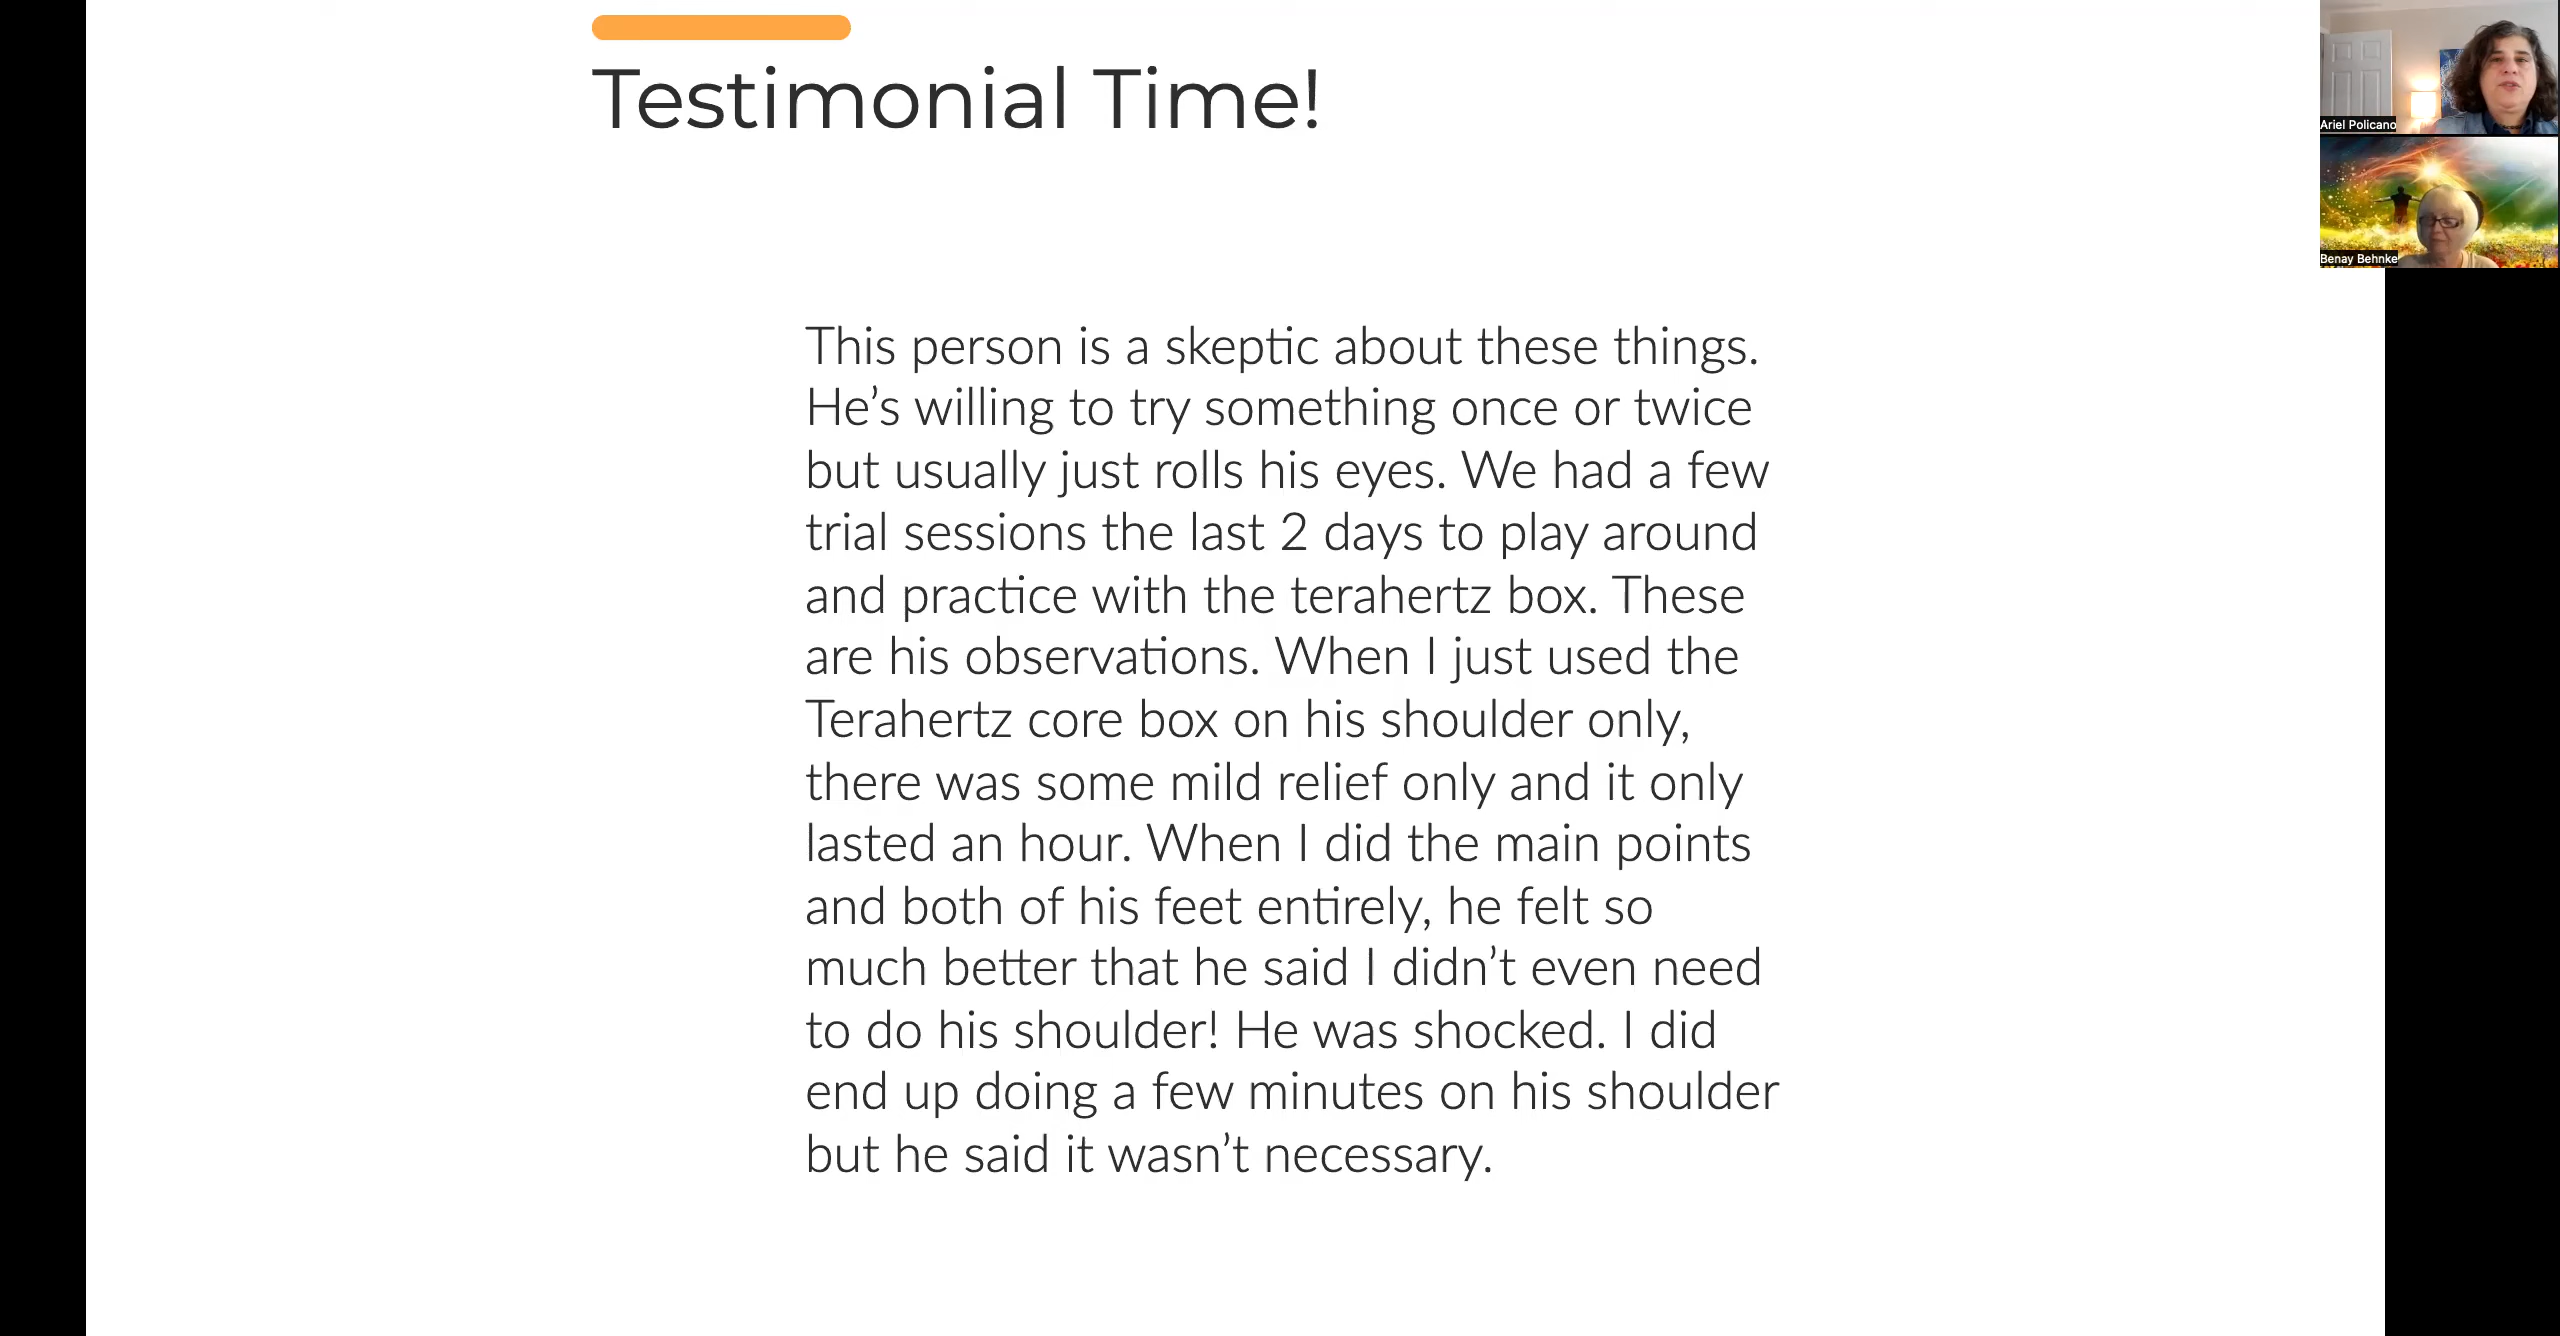 Testimonial Time!
Ariel Policano
Benay Behnke
This person is a skeptic about these things.
He’s willing to try something once or twice
but usually just rolls his eyes. We had a few
trial sessions the last 2 days to play around
and practice with the terahertz box. These
are his observations. When I just used the
Terahertz core box on his shoulder only,
there was some mild relief only and it only
lasted an hour. When I did the main points
and both of his feet entirely, he felt so
much better that he said I didn’t even need
to do his shoulder! He was shocked. I did
end up doing a few minutes on his shoulder
but he said it wasn’t necessary.